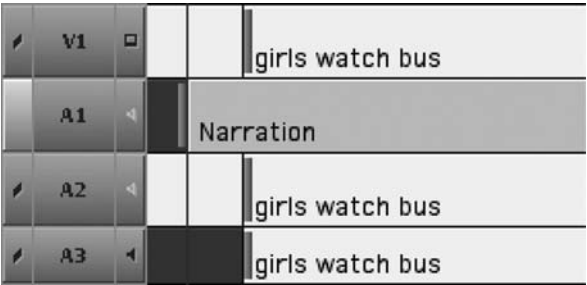 V1 girls watch bus
A1 Narration
A2 girls watch bus
A3 girls watch bus